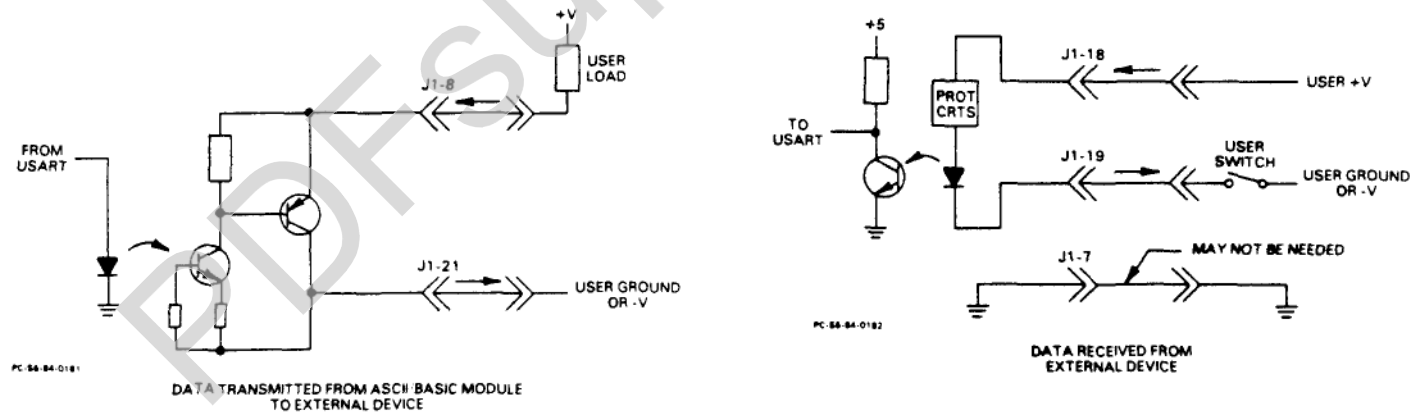 +V
USER
LOAD
J1-8
FROM
USART
J1-21
USER GROUND
OR -V
PC-S6-84-0181
DATA TRANSMITTED FROM ASCII/BASIC MODULE
TO EXTERNAL DEVICE
+5
J1-18
USER +V
PROT
CRTS
TO
USART
J1-19
USER
SWITCH
USER GROUND
OR -V
J1-7
MAY NOT BE NEEDED
PC-S6-84-0182
DATA RECEIVED FROM
EXTERNAL DEVICE